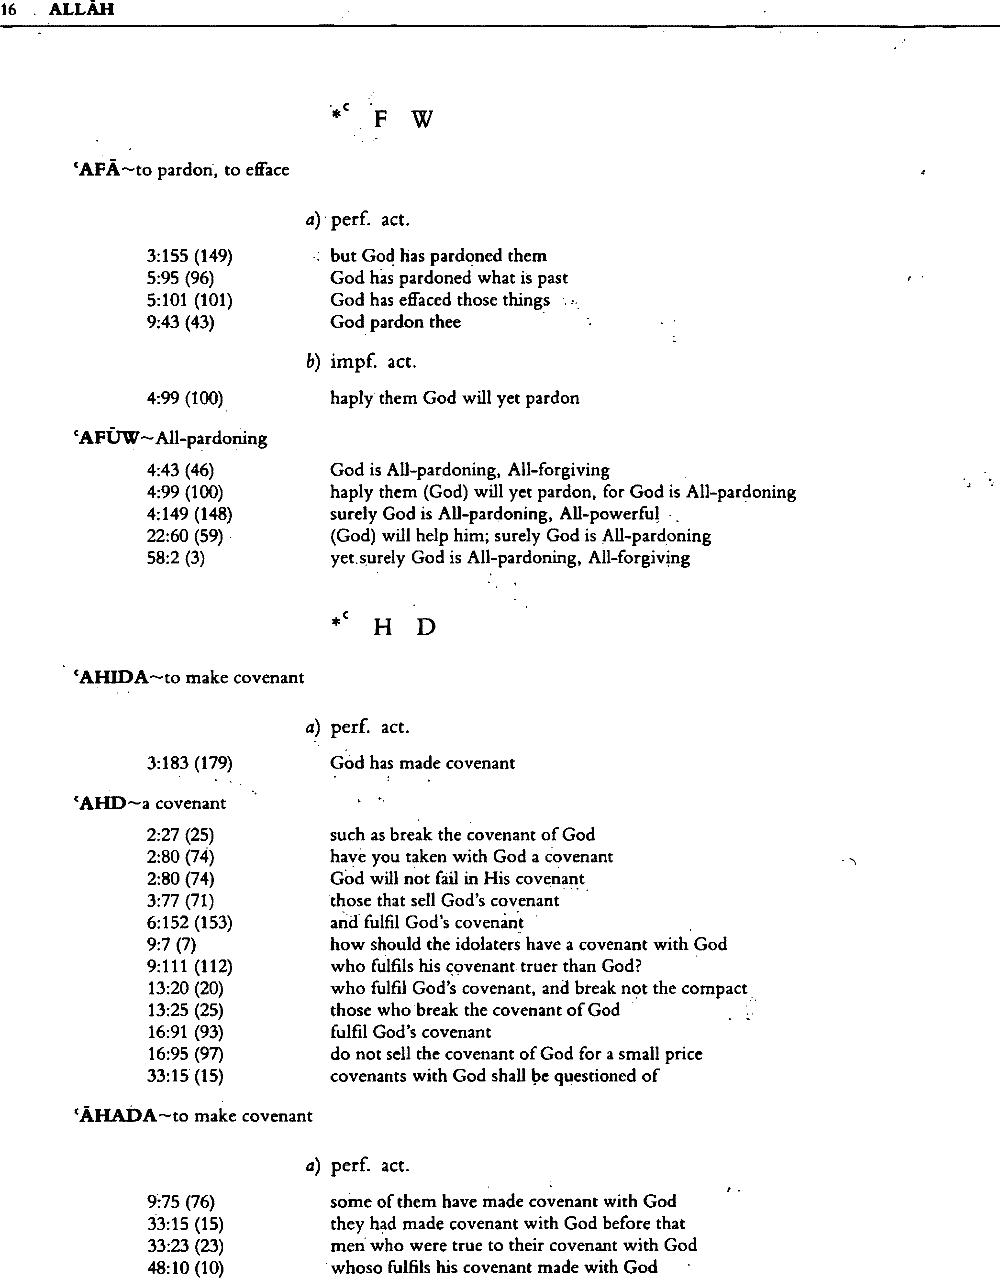 16 ALLĀH
*ʿ F W
ʿAFĀ~to pardon, to efface
a) perf. act.
3:155 (149) but God has pardoned them
5:95 (96) God has pardoned what is past
5:101 (101) God has effaced those things
9:43 (43) God pardon thee
b) impf. act.
4:99 (100) haply them God will yet pardon
ʿAFŪW~All-pardoning
4:43 (46) God is All-pardoning, All-forgiving
4:99 (100) haply them (God) will yet pardon, for God is All-pardoning
4:149 (148) surely God is All-pardoning, All-powerful
22:60 (59) (God) will help him; surely God is All-pardoning
58:2 (3) yet surely God is All-pardoning, All-forgiving
*ʿ H D
ʿAHIDA~to make covenant
a) perf. act.
3:183 (179) God has made covenant
ʿAHD~a covenant
2:27 (25) such as break the covenant of God
2:80 (74) have you taken with God a covenant
2:80 (74) God will not fail in His covenant
3:77 (71) those that sell God's covenant
6:152 (153) and fulfil God's covenant
9:7 (7) how should the idolaters have a covenant with God
9:111 (112) who fulfils his covenant truer than God?
13:20 (20) who fulfil God's covenant, and break not the compact
13:25 (25) those who break the covenant of God
16:91 (93) fulfil God's covenant
16:95 (97) do not sell the covenant of God for a small price
33:15 (15) covenants with God shall be questioned of
ʿĀHADA~to make covenant
a) perf. act.
9:75 (76) some of them have made covenant with God
33:15 (15) they had made covenant with God before that
33:23 (23) men who were true to their covenant with God
48:10 (10) whoso fulfils his covenant made with God